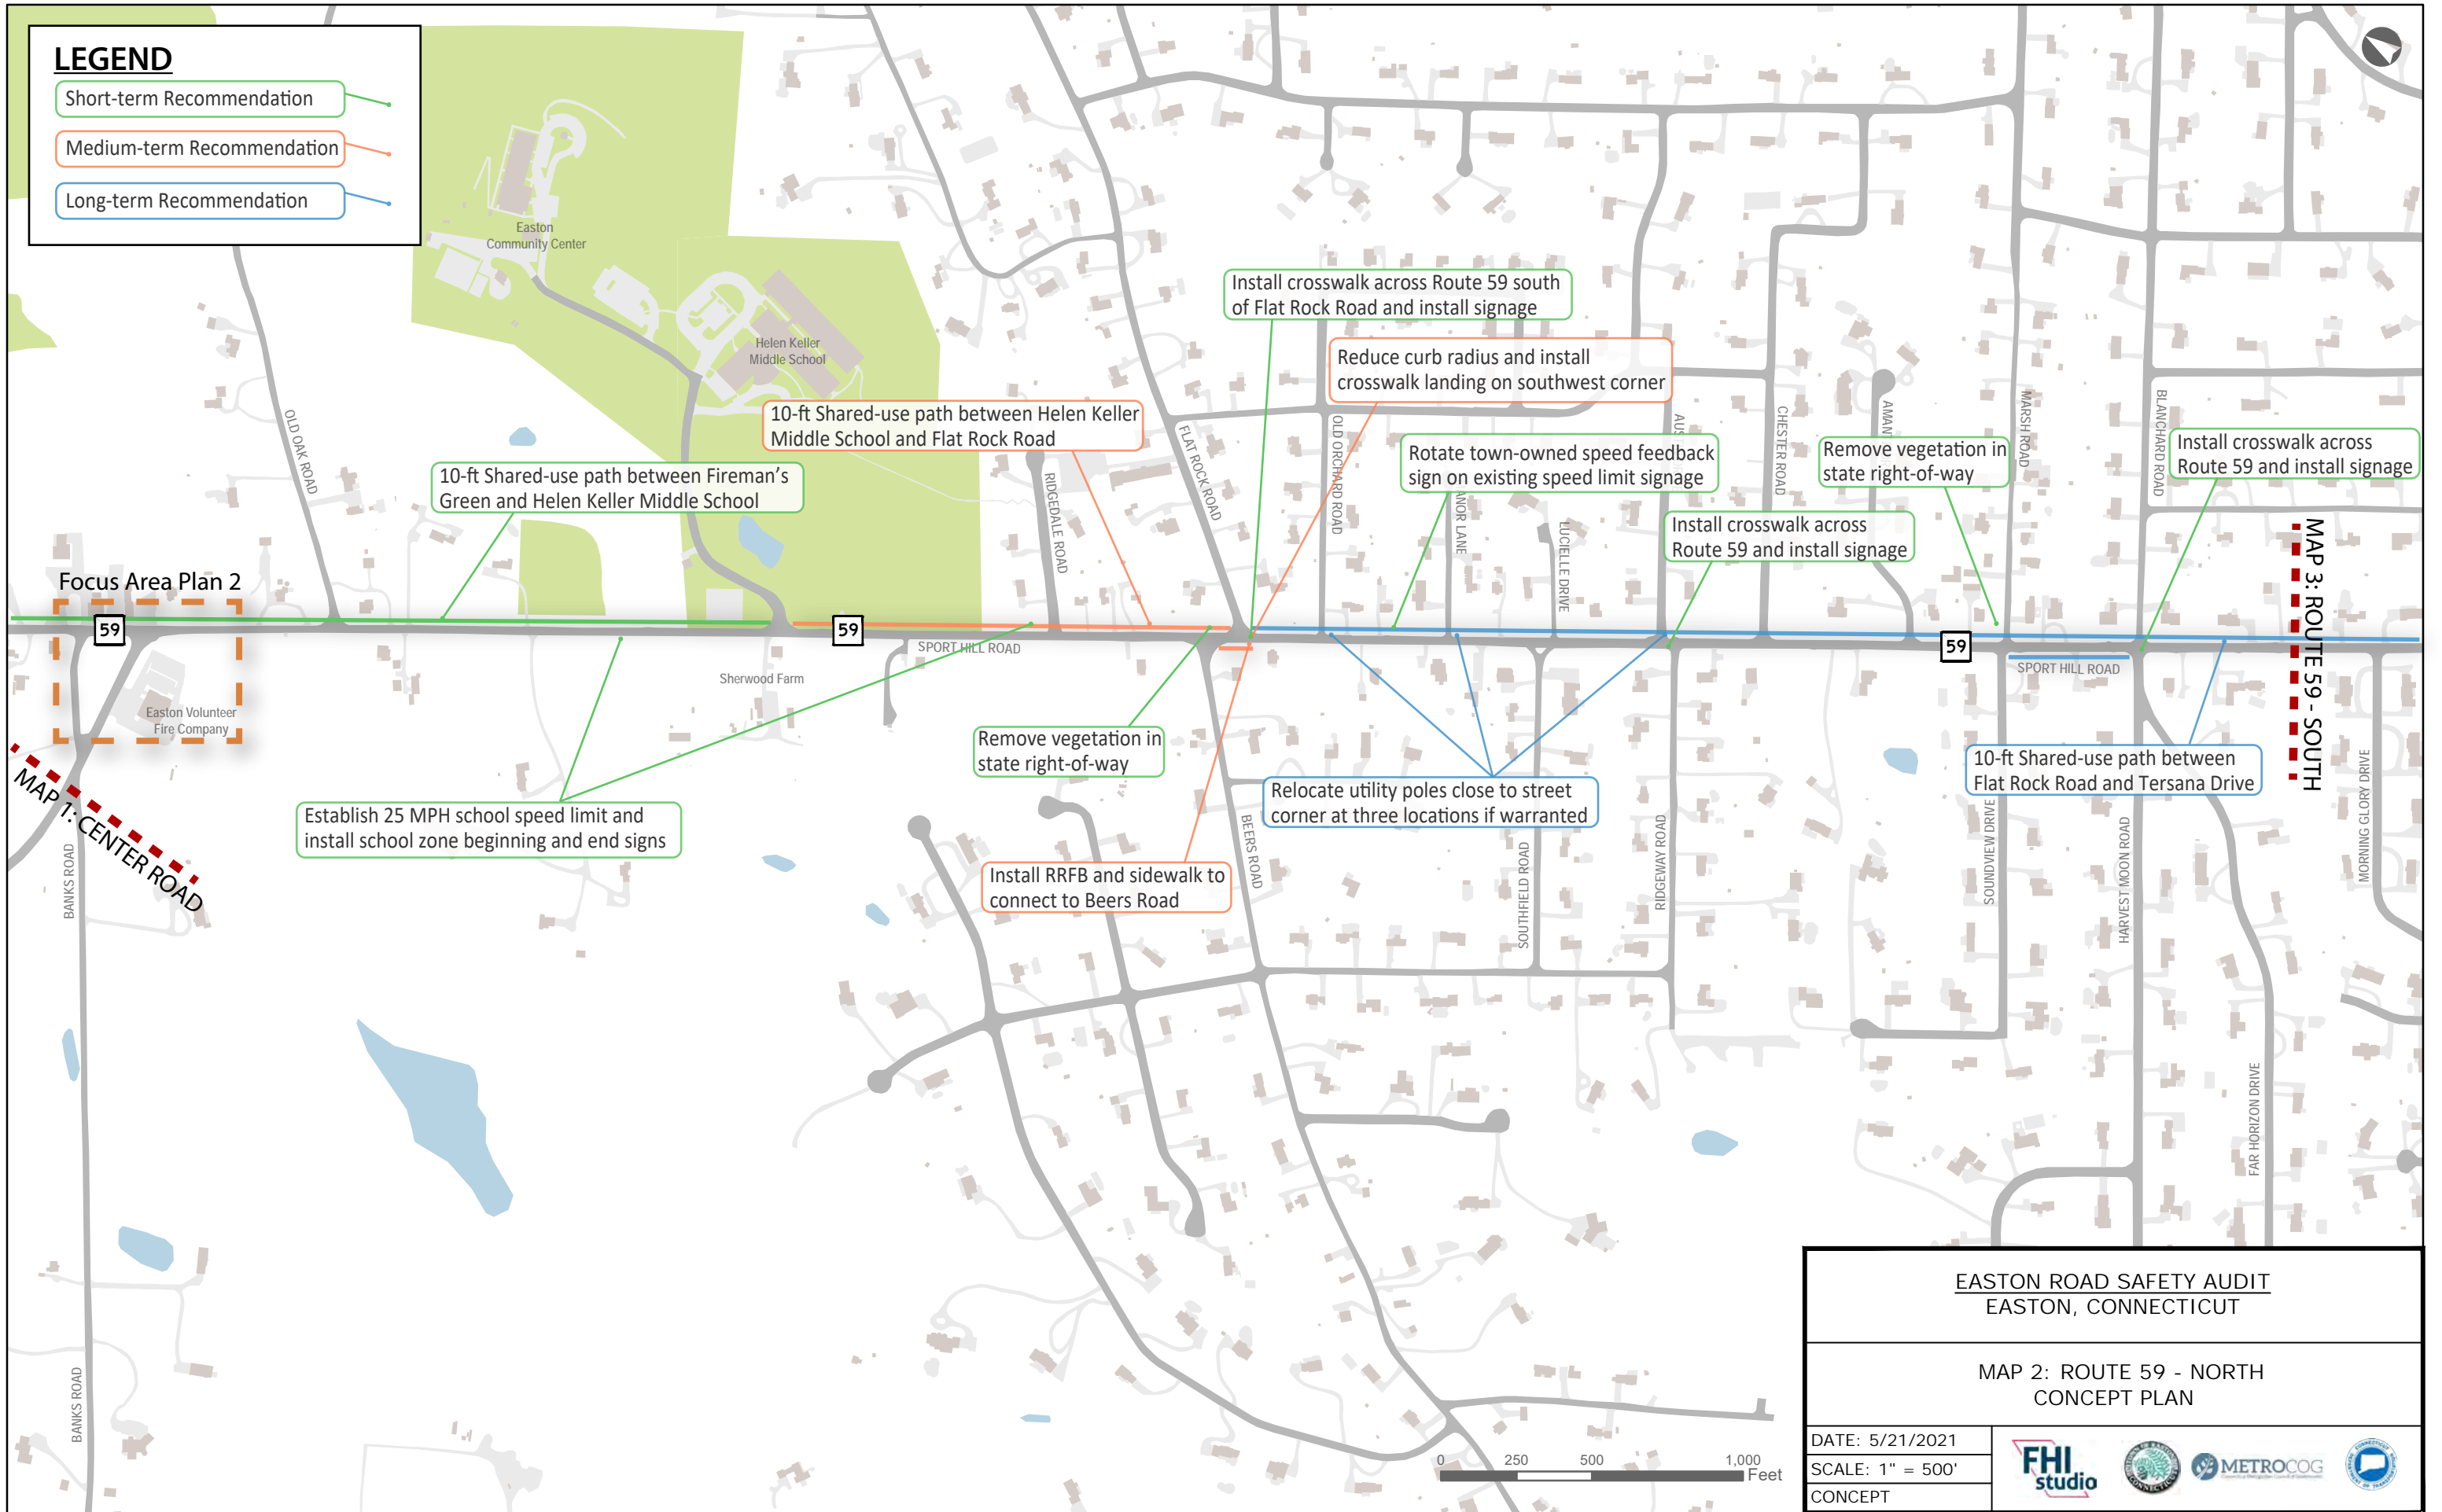 LEGEND
Short-term Recommendation
Medium-term Recommendation
Long-term Recommendation
Easton
Community Center
Helen Keller
Middle School
Install crosswalk across Route 59 south
of Flat Rock Road and install signage
Reduce curb radius and install
crosswalk landing on southwest corner
10-ft Shared-use path between Helen Keller
Middle School and Flat Rock Road
10-ft Shared-use path between Fireman's
Green and Helen Keller Middle School
Rotate town-owned speed feedback
sign on existing speed limit signage
Remove vegetation in
state right-of-way
Install crosswalk across
Route 59 and install signage
Install crosswalk across
Route 59 and install signage
OLD OAK ROAD
RIDGEDALE ROAD
FLAT ROCK ROAD
OLD ORCHARD ROAD
ANOR LANE
LUCIELLE DRIVE
AUS
CHESTER ROAD
AMAN
MARSH ROAD
BLANCHARD ROAD
Focus Area Plan 2
59
59
59
SPORT HILL ROAD
SPORT HILL ROAD
Sherwood Farm
Easton Volunteer
Fire Company
MAP 1: CENTER ROAD
MAP 3: ROUTE 59 - SOUTH
Remove vegetation in
state right-of-way
Relocate utility poles close to street
corner at three locations if warranted
10-ft Shared-use path between
Flat Rock Road and Tersana Drive
Establish 25 MPH school speed limit and
install school zone beginning and end signs
Install RRFB and sidewalk to
connect to Beers Road
BANKS ROAD
BEERS ROAD
SOUTHFIELD ROAD
RIDGEWAY ROAD
SOUNDVIEW DRIVE
HARVEST MOON ROAD
MORNING GLORY DRIVE
FAR HORIZON DRIVE
BANKS ROAD
0 250 500 1,000
Feet
EASTON ROAD SAFETY AUDIT
EASTON, CONNECTICUT
MAP 2: ROUTE 59 - NORTH
CONCEPT PLAN
DATE: 5/21/2021
SCALE: 1" = 500'
CONCEPT
FHI
studio
METROCOG